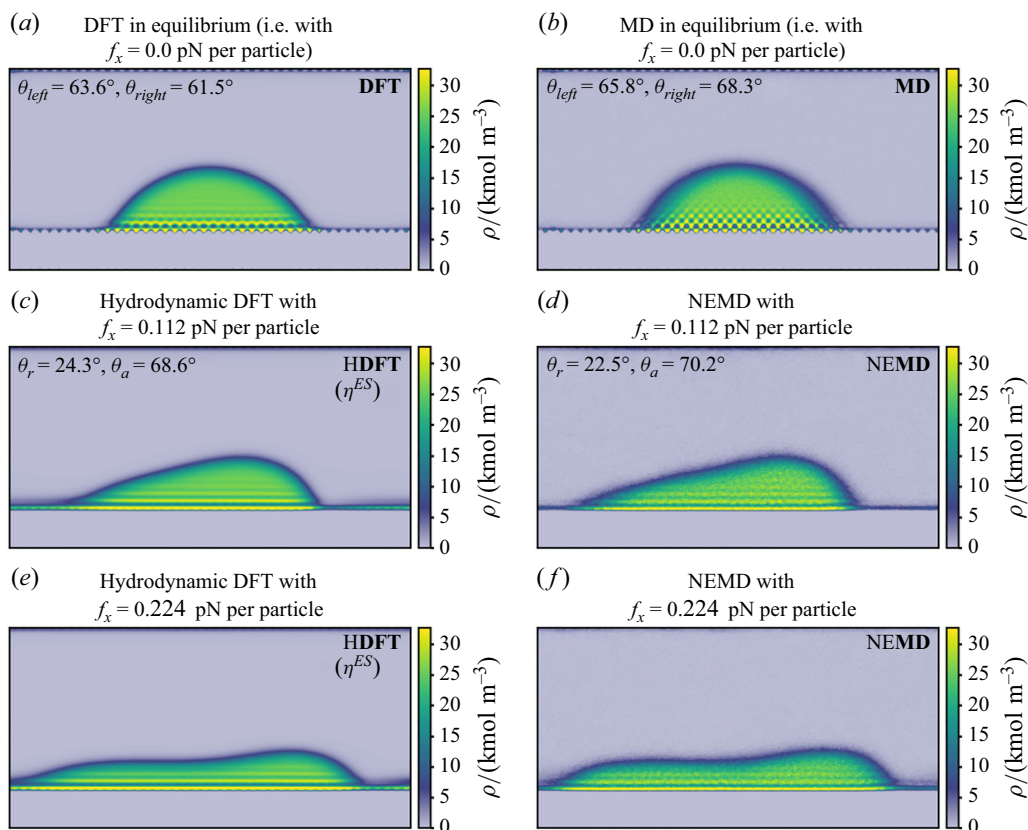 (a)
DFT in equilibrium (i.e. with
f_x = 0.0 pN per particle)
θ_left = 63.6°, θ_right = 61.5°
DFT
30
25
20
15
10
5
0
ρ/(kmol m⁻³)
(b)
MD in equilibrium (i.e. with
f_x = 0.0 pN per particle)
θ_left = 65.8°, θ_right = 68.3°
MD
30
25
20
15
10
5
0
ρ/(kmol m⁻³)
(c)
Hydrodynamic DFT with
f_x = 0.112 pN per particle
θ_r = 24.3°, θ_a = 68.6°
HDFT
(η^ES)
30
25
20
15
10
5
0
ρ/(kmol m⁻³)
(d)
NEMD with
f_x = 0.112 pN per particle
θ_r = 22.5°, θ_a = 70.2°
NEMD
30
25
20
15
10
5
0
ρ/(kmol m⁻³)
(e)
Hydrodynamic DFT with
f_x = 0.224 pN per particle
HDFT
(η^ES)
30
25
20
15
10
5
0
ρ/(kmol m⁻³)
(f)
NEMD with
f_x = 0.224 pN per particle
NEMD
30
25
20
15
10
5
0
ρ/(kmol m⁻³)